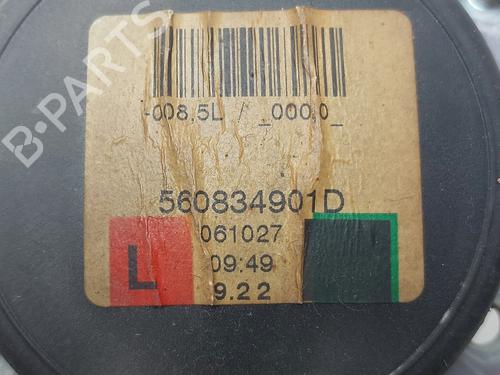 B-PARTS
-008,5L / _000,0_
560834901D
061027
L
09:49
9.22